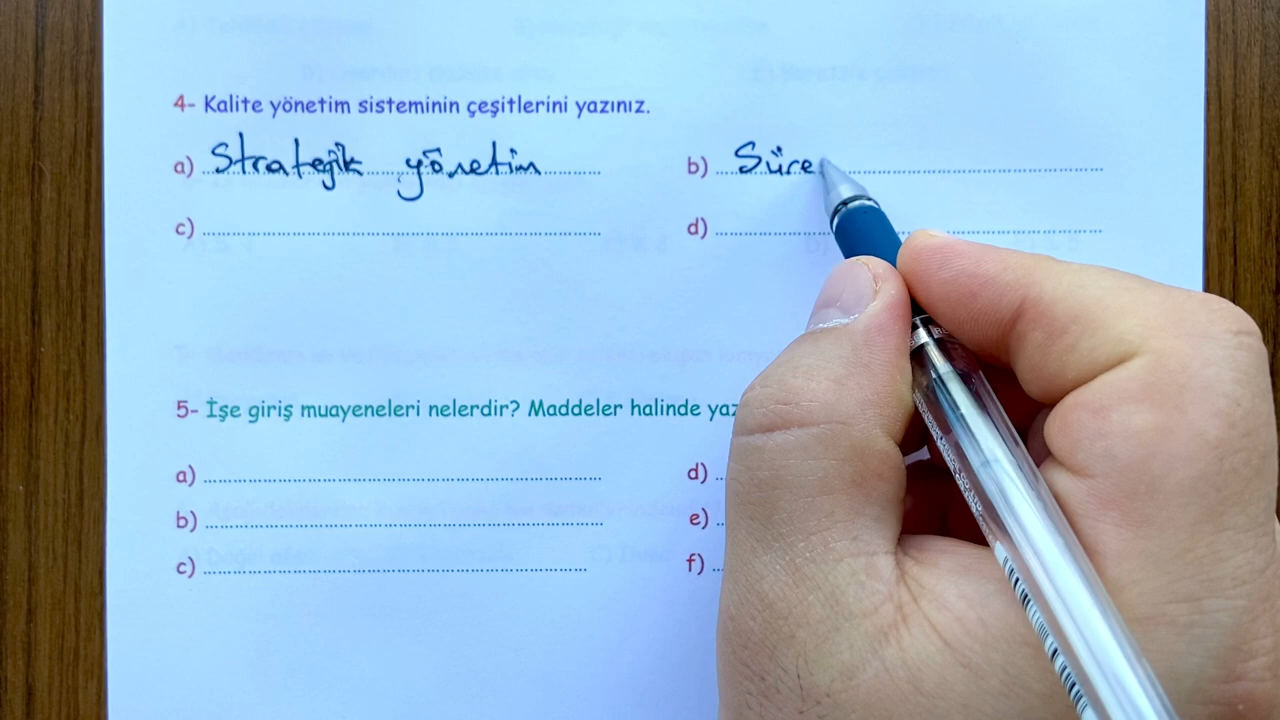 4- Kalite yönetim sisteminin çeşitlerini yazınız.
a) Stratejik yönetim b) Süre
c) d)
5- İşe giriş muayeneleri nelerdir? Maddeler halinde yaz
a) d)
b) e)
c) f)